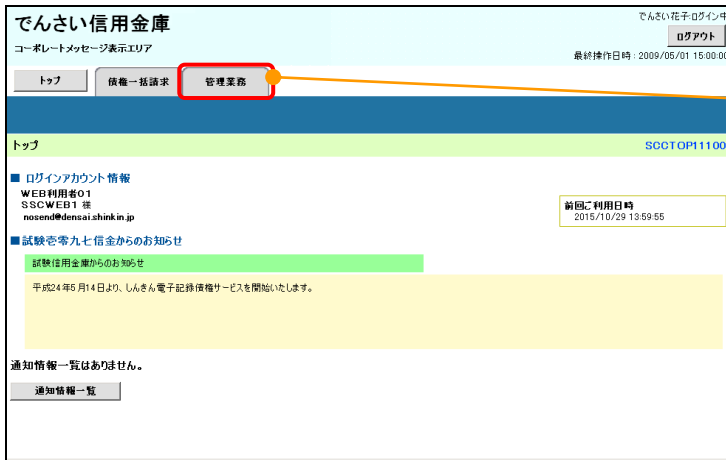 でんさい信用金庫
でんさい花子:ログイン中
ログアウト
コーポレートメッセージ表示エリア
最終操作日時:2009/05/01 15:00:00
トップ 債権一括請求 管理業務
トップ SCCTOP11100
■ ログインアカウント情報
WEB利用者01
SSCWEB1 様
nosend@densai.shinkin.jp
前回ご利用日時
2015/10/29 13:59:55
■試験壱零九七信金からのお知らせ
試験信用金庫からのお知らせ
平成24年5月14日より、しんきん電子記録債権サービスを開始いたします。
通知情報一覧はありません。
通知情報一覧